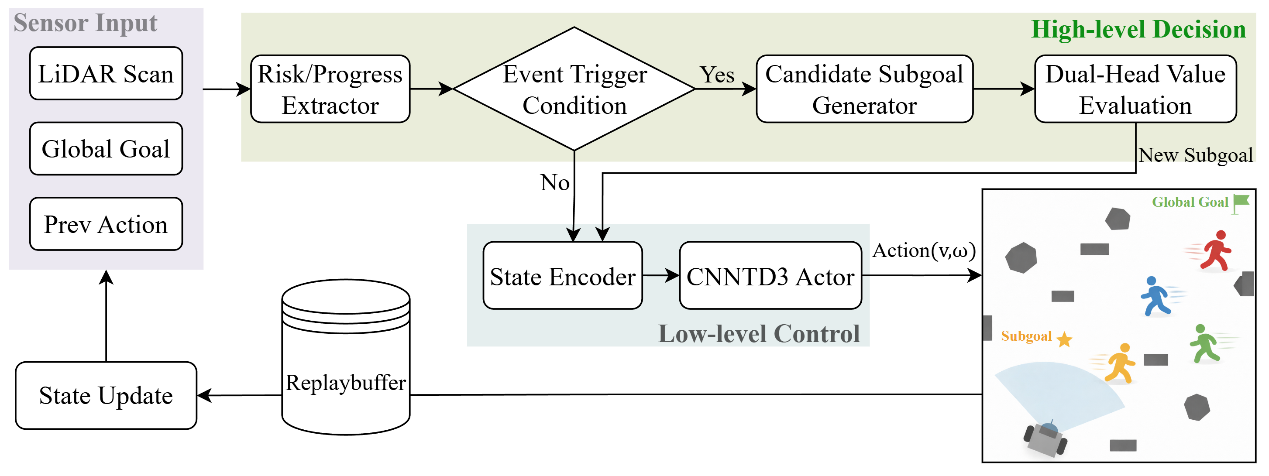 Sensor Input
LiDAR Scan
Global Goal
Prev Action
High-level Decision
Risk/Progress
Extractor
Event Trigger
Condition
Yes
Candidate Subgoal
Generator
Dual-Head Value
Evaluation
No
New Subgoal
State Encoder
CNNTD3 Actor
Low-level Control
Action(v,ω)
Global Goal
Subgoal
Replaybuffer
State Update